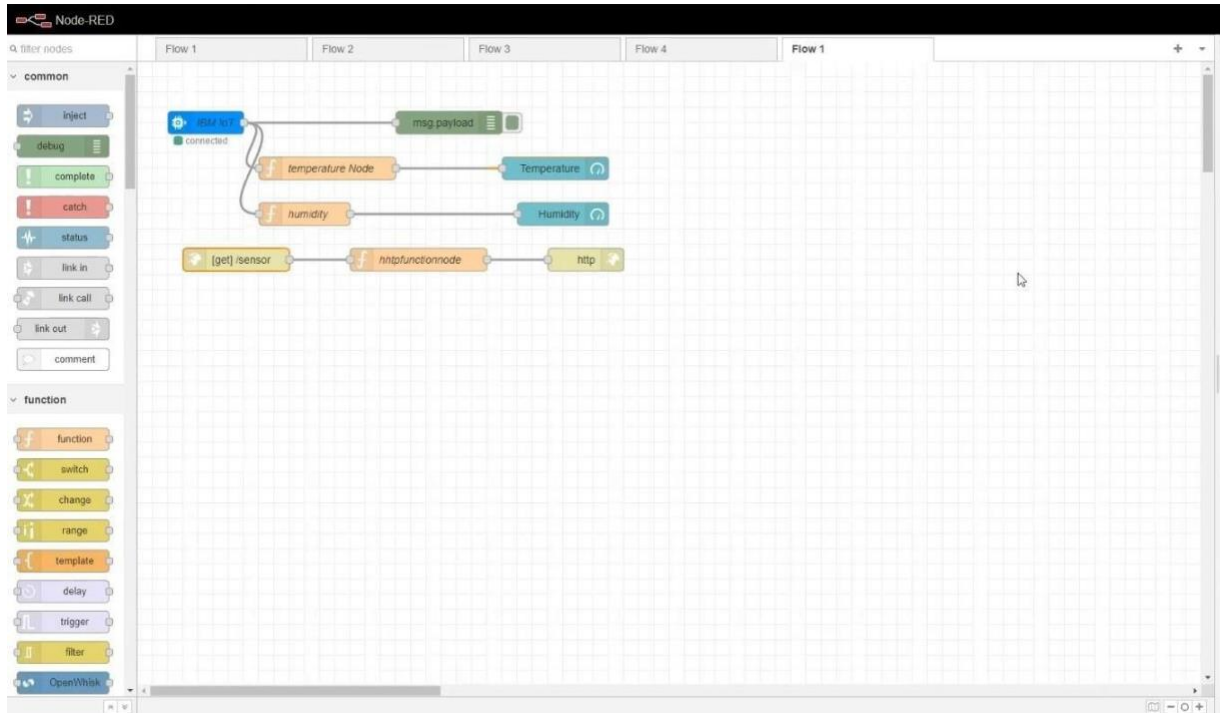 Node-RED
filter nodes
Flow 1
Flow 2
Flow 3
Flow 4
Flow 1
common
inject
debug
complete
catch
status
link in
link call
link out
comment
function
function
switch
change
range
template
delay
trigger
filter
OpenWhisk
IBM IoT
connected
msg.payload
temperature Node
Temperature
humidity
Humidity
[get] /sensor
hhtpfunctionnode
http